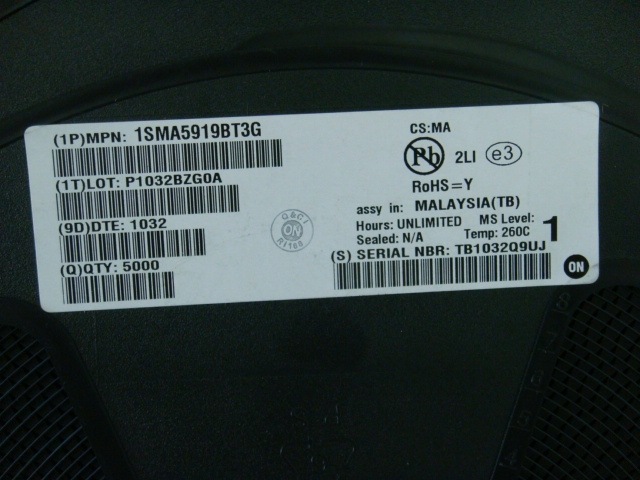 (1P)MPN: 1SMA5919BT3G
(1T)LOT: P1032BZG0A
(9D)DTE: 1032
(Q)QTY: 5000
CS:MA
Pb 2LI e3
RoHS=Y
assy in: MALAYSIA(TB)
Hours: UNLIMITED MS Level: 1
Sealed: N/A Temp: 260C
(S) SERIAL NBR: TB1032Q9UJ
ON
ON